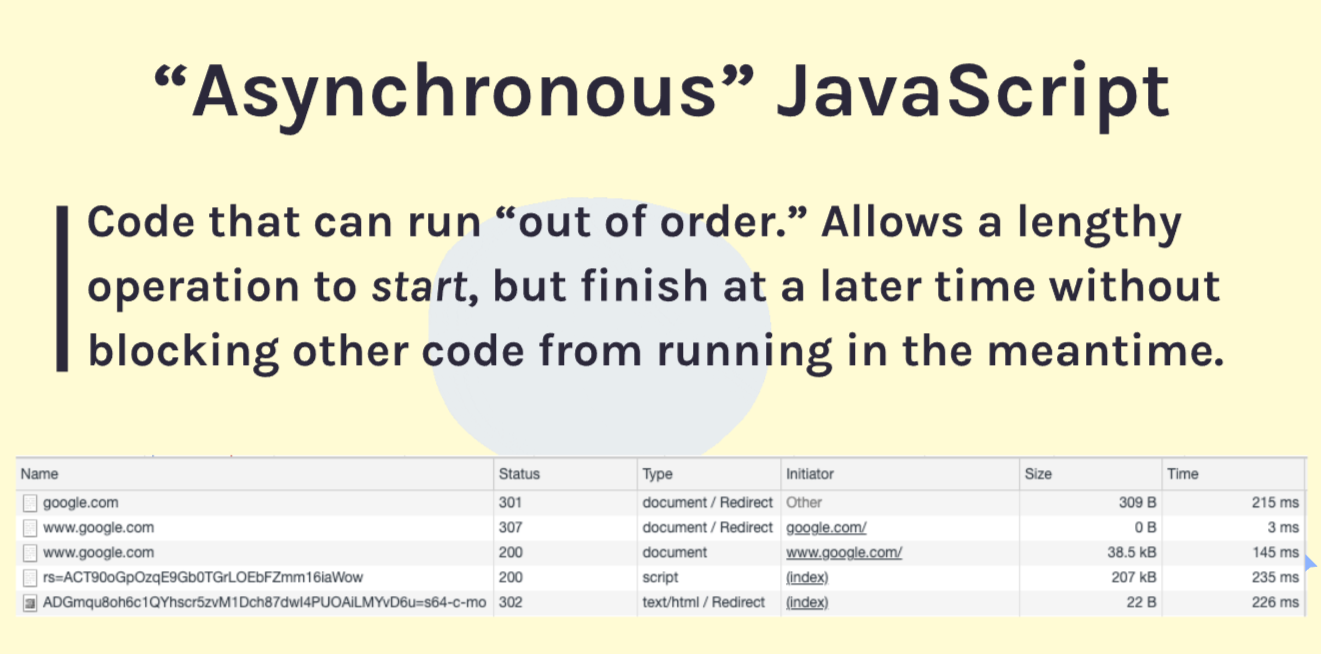 “Asynchronous” JavaScript
Code that can run “out of order.” Allows a lengthy
operation to start, but finish at a later time without
blocking other code from running in the meantime.
Name Status Type Initiator Size Time
google.com 301 document / Redirect Other 309 B 215 ms
www.google.com 307 document / Redirect google.com/ 0 B 3 ms
www.google.com 200 document www.google.com/ 38.5 kB 145 ms
rs=ACT90oGpOzqE9Gb0TGrLOEbFZmm16iaWow 200 script (index) 207 kB 235 ms
ADGmqu8oh6c1QYhscr5zvM1Dch87dwI4PUOAiLMYvD6u=s64-c-mo 302 text/html / Redirect (index) 22 B 226 ms